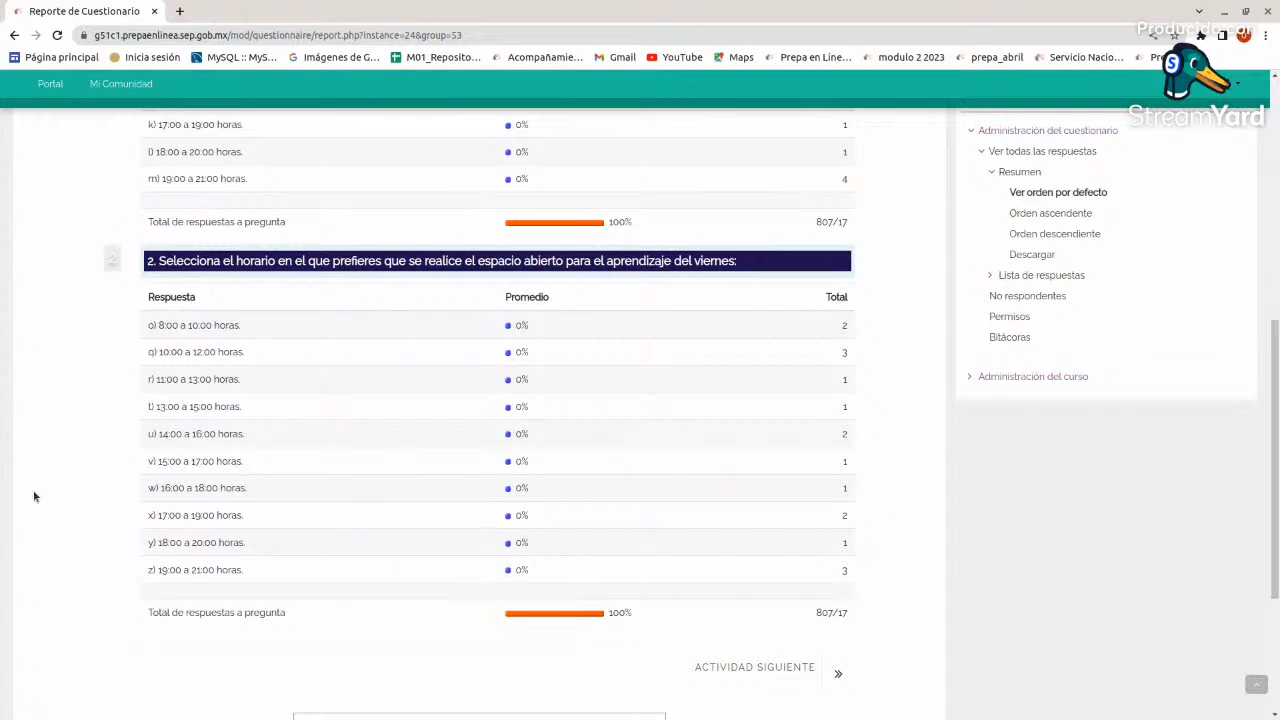 Reporte de Cuestionario
g51c1.prepaenlinea.sep.gob.mx/mod/questionnaire/report.php?instance=24&group=53
Producido con
Página principal Inicia sesión MySQL :: MyS... Imágenes de G... M01_Reposito... Acompañamie... Gmail YouTube Maps Prepa en Line... modulo 2 2023 prepa_abril Servicio Nacio...
StreamYard
Portal Mi Comunidad
k) 17:00 a 19:00 horas. 0% 1
l) 18:00 a 20:00 horas. 0% 1
m) 19:00 a 21:00 horas. 0% 4
Total de respuestas a pregunta 100% 807/17
2. Selecciona el horario en el que prefieres que se realice el espacio abierto para el aprendizaje del viernes:
Respuesta Promedio Total
o) 8:00 a 10:00 horas. 0% 2
q) 10:00 a 12:00 horas. 0% 3
r) 11:00 a 13:00 horas. 0% 1
t) 13:00 a 15:00 horas. 0% 1
u) 14:00 a 16:00 horas. 0% 2
v) 15:00 a 17:00 horas. 0% 1
w) 16:00 a 18:00 horas. 0% 1
x) 17:00 a 19:00 horas. 0% 2
y) 18:00 a 20:00 horas. 0% 1
z) 19:00 a 21:00 horas. 0% 3
Total de respuestas a pregunta 100% 807/17
ACTIVIDAD SIGUIENTE
Administración del cuestionario
Ver todas las respuestas
Resumen
Ver orden por defecto
Orden ascendente
Orden descendiente
Descargar
Lista de respuestas
No respondentes
Permisos
Bitácoras
Administración del curso